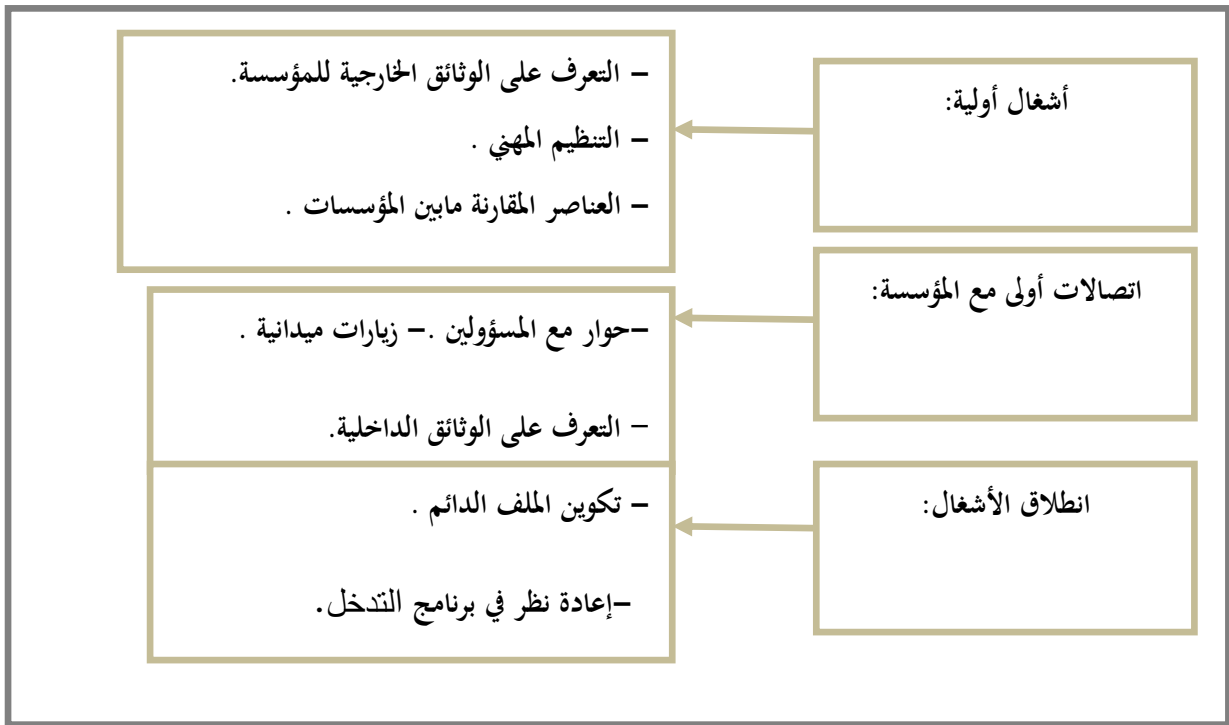 أشغال أولية:
– التعرف على الوثائق الخارجية للمؤسسة.
– التنظيم المهني .
– العناصر المقارنة مابين المؤسسات .
اتصالات أولى مع المؤسسة:
–حوار مع المسؤولين .– زيارات ميدانية .
– التعرف على الوثائق الداخلية.
انطلاق الأشغال:
– تكوين الملف الدائم .
–إعادة نظر في برنامج التدخل.